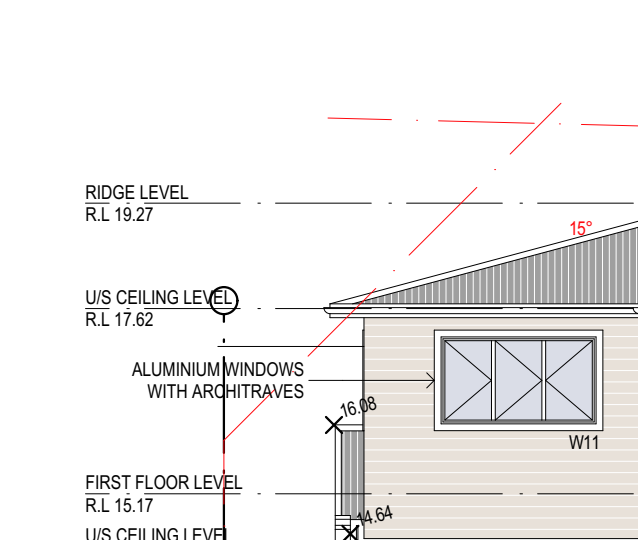 RIDGE LEVEL
R.L 19.27
15°
U/S CEILING LEVEL
R.L 17.62
ALUMINIUM WINDOWS
WITH ARCHITRAVES
16.08
W11
FIRST FLOOR LEVEL
R.L 15.17
14.64
U/S CEILING LEVEL